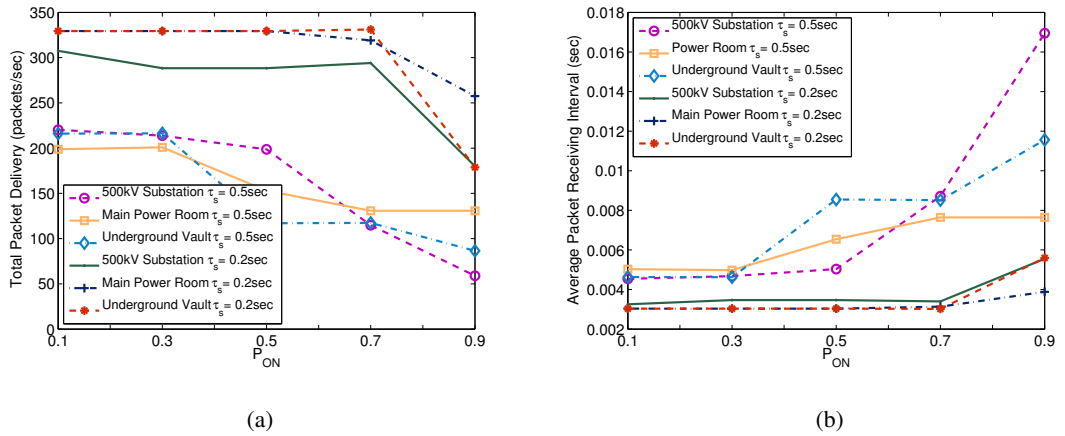 350
300
250
200
150
100
50
0
0.1
0.3
0.5
0.7
0.9
P_ON
Total Packet Delivery (packets/sec)
500kV Substation τ_s = 0.5sec
Main Power Room τ_s = 0.5sec
Underground Vault τ_s = 0.5sec
500kV Substation τ_s = 0.2sec
Main Power Room τ_s = 0.2sec
Underground Vault τ_s = 0.2sec
(a)
0.018
0.016
0.014
0.012
0.01
0.008
0.006
0.004
0.002
0.1
0.3
0.5
0.7
0.9
P_ON
Average Packet Receiving Interval (sec)
500kV Substation τ_s = 0.5sec
Power Room τ_s = 0.5sec
Underground Vault τ_s = 0.5sec
500kV Substation τ_s = 0.2sec
Main Power Room τ_s = 0.2sec
Underground Vault τ_s = 0.2sec
(b)